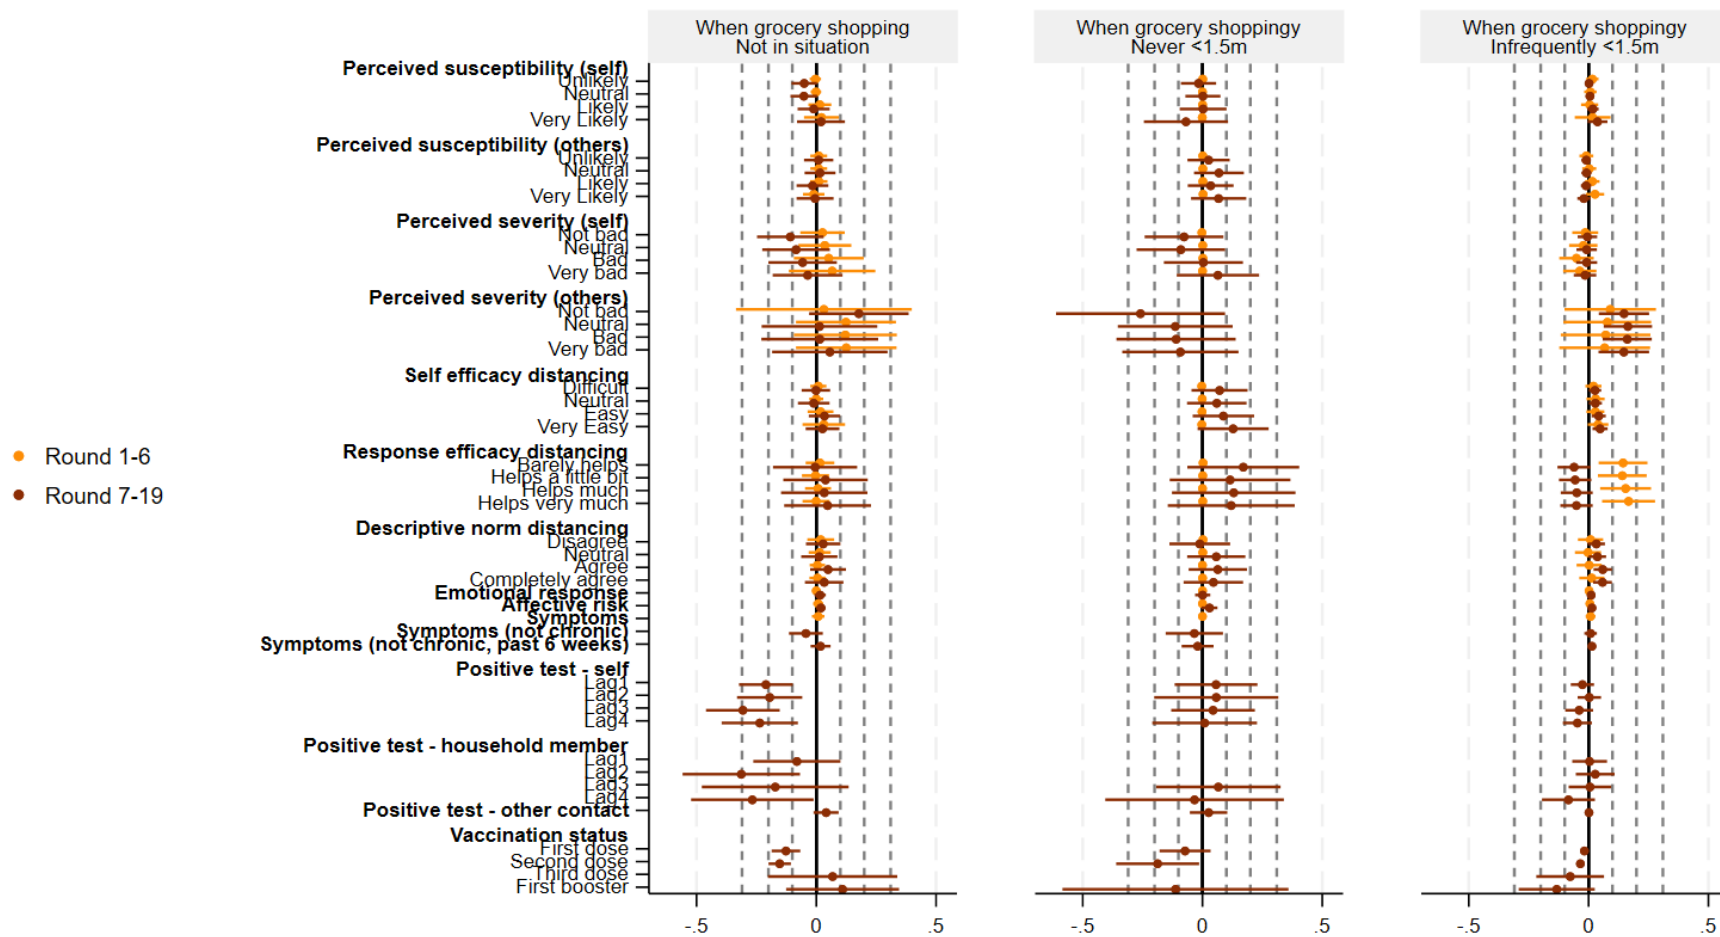 When grocery shopping
Not in situation
When grocery shoppingy
Never <1.5m
When grocery shoppingy
Infrequently <1.5m
Perceived susceptibility (self)
Unlikely
Neutral
Likely
Very Likely
Perceived susceptibility (others)
Unlikely
Neutral
Likely
Very Likely
Perceived severity (self)
Not bad
Neutral
Bad
Very bad
Perceived severity (others)
Not bad
Neutral
Bad
Very bad
Self efficacy distancing
Difficult
Neutral
Easy
Very Easy
Response efficacy distancing
Barely helps
Helps a little bit
Helps much
Helps very much
Descriptive norm distancing
Disagree
Neutral
Agree
Completely agree
Emotional response
Affective risk
Symptoms
Symptoms (not chronic)
Symptoms (not chronic, past 6 weeks)
Positive test - self
Lag1
Lag2
Lag3
Lag4
Positive test - household member
Lag1
Lag2
Lag3
Lag4
Positive test - other contact
Vaccination status
First dose
Second dose
Third dose
First booster
Round 1-6
Round 7-19
-.5 0 .5
-.5 0 .5
-.5 0 .5